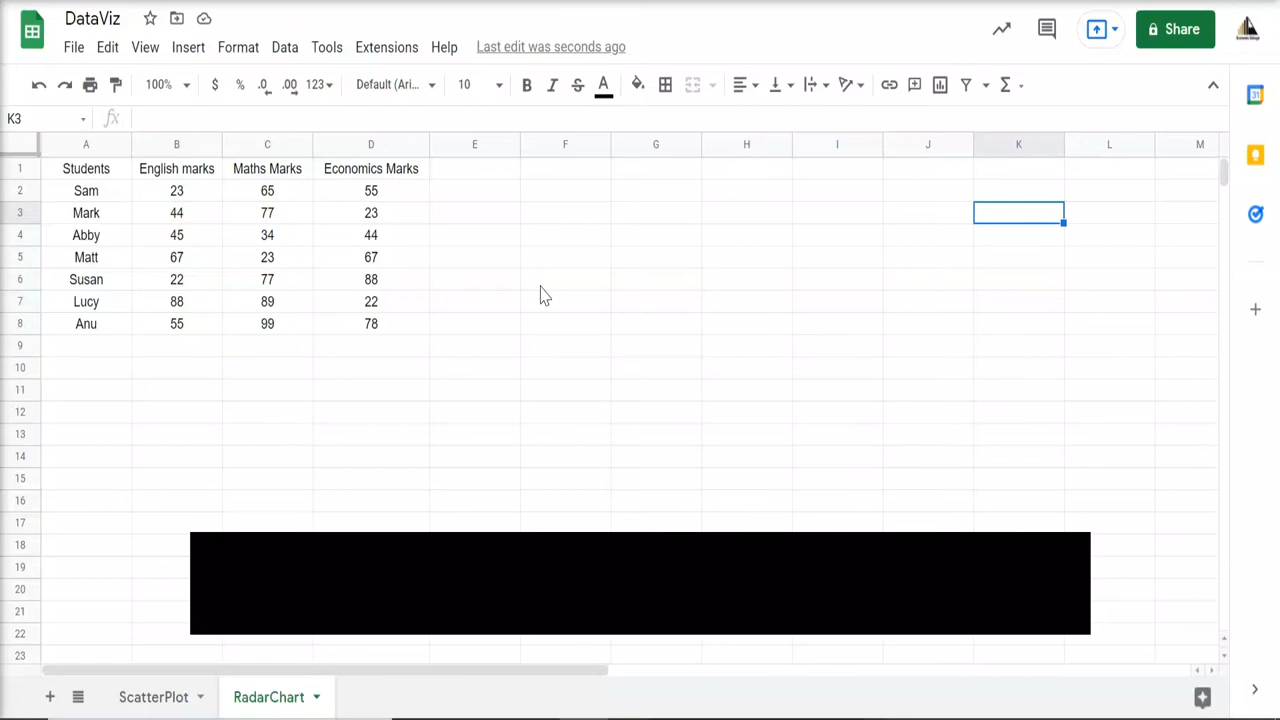 DataViz
File Edit View Insert Format Data Tools Extensions Help Last edit was seconds ago
Share
100% $ % .0 .00 123 Default (Ari... 10 B I S A Σ
31
K3 fx
A B C D E F G H I J K L M
1 Students English marks Maths Marks Economics Marks
2 Sam 23 65 55
3 Mark 44 77 23
4 Abby 45 34 44
5 Matt 67 23 67
6 Susan 22 77 88
7 Lucy 88 89 22
8 Anu 55 99 78
9
10
11
12
13
14
15
16
17
18
19
20
21
22
23
+ ScatterPlot RadarChart